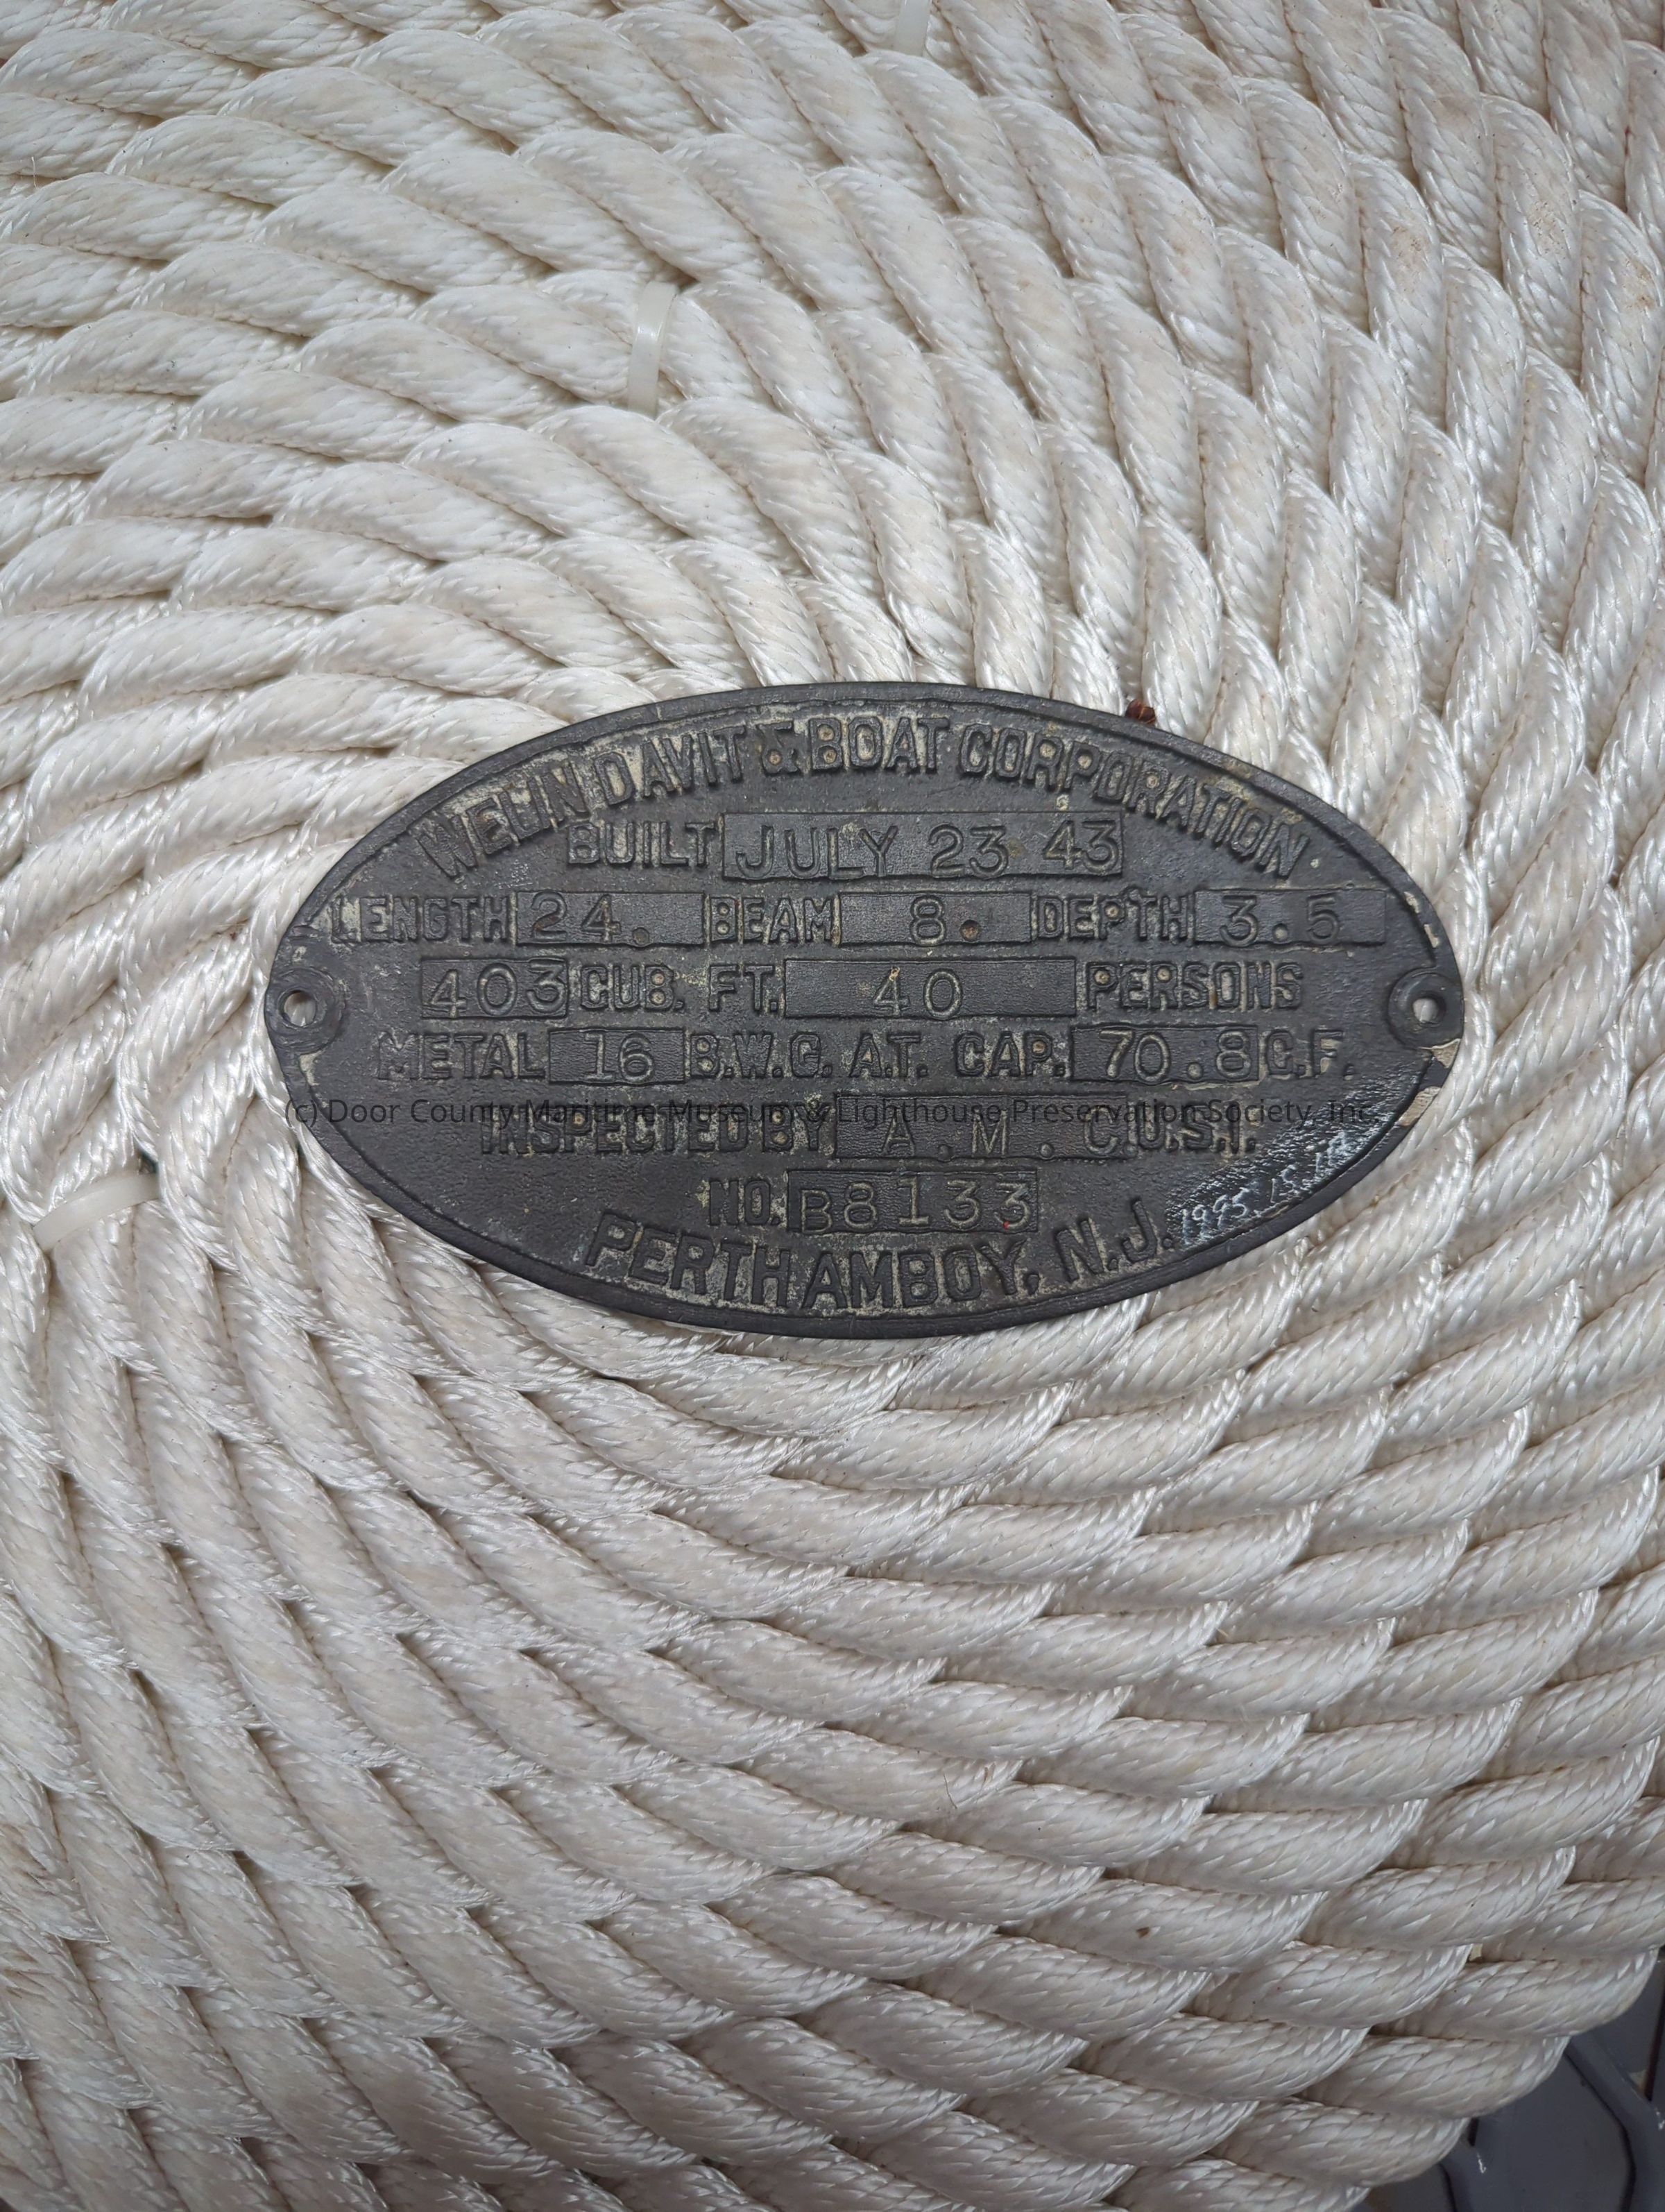 WELIN DAVIT & BOAT CORPORATION
BUILT JULY 23 43
LENGTH 24. BEAM 8. DEPTH 3.5
403 CUB. FT. 40 PERSONS
METAL 16 B.W.G. A.T. CAP. 70.8 C.F.
(c) Door County Maritime Museum & Lighthouse Preservation Society, Inc.
INSPECTED BY A.M.C. U.S.I.
NO. B8133
PERTH AMBOY, N.J.